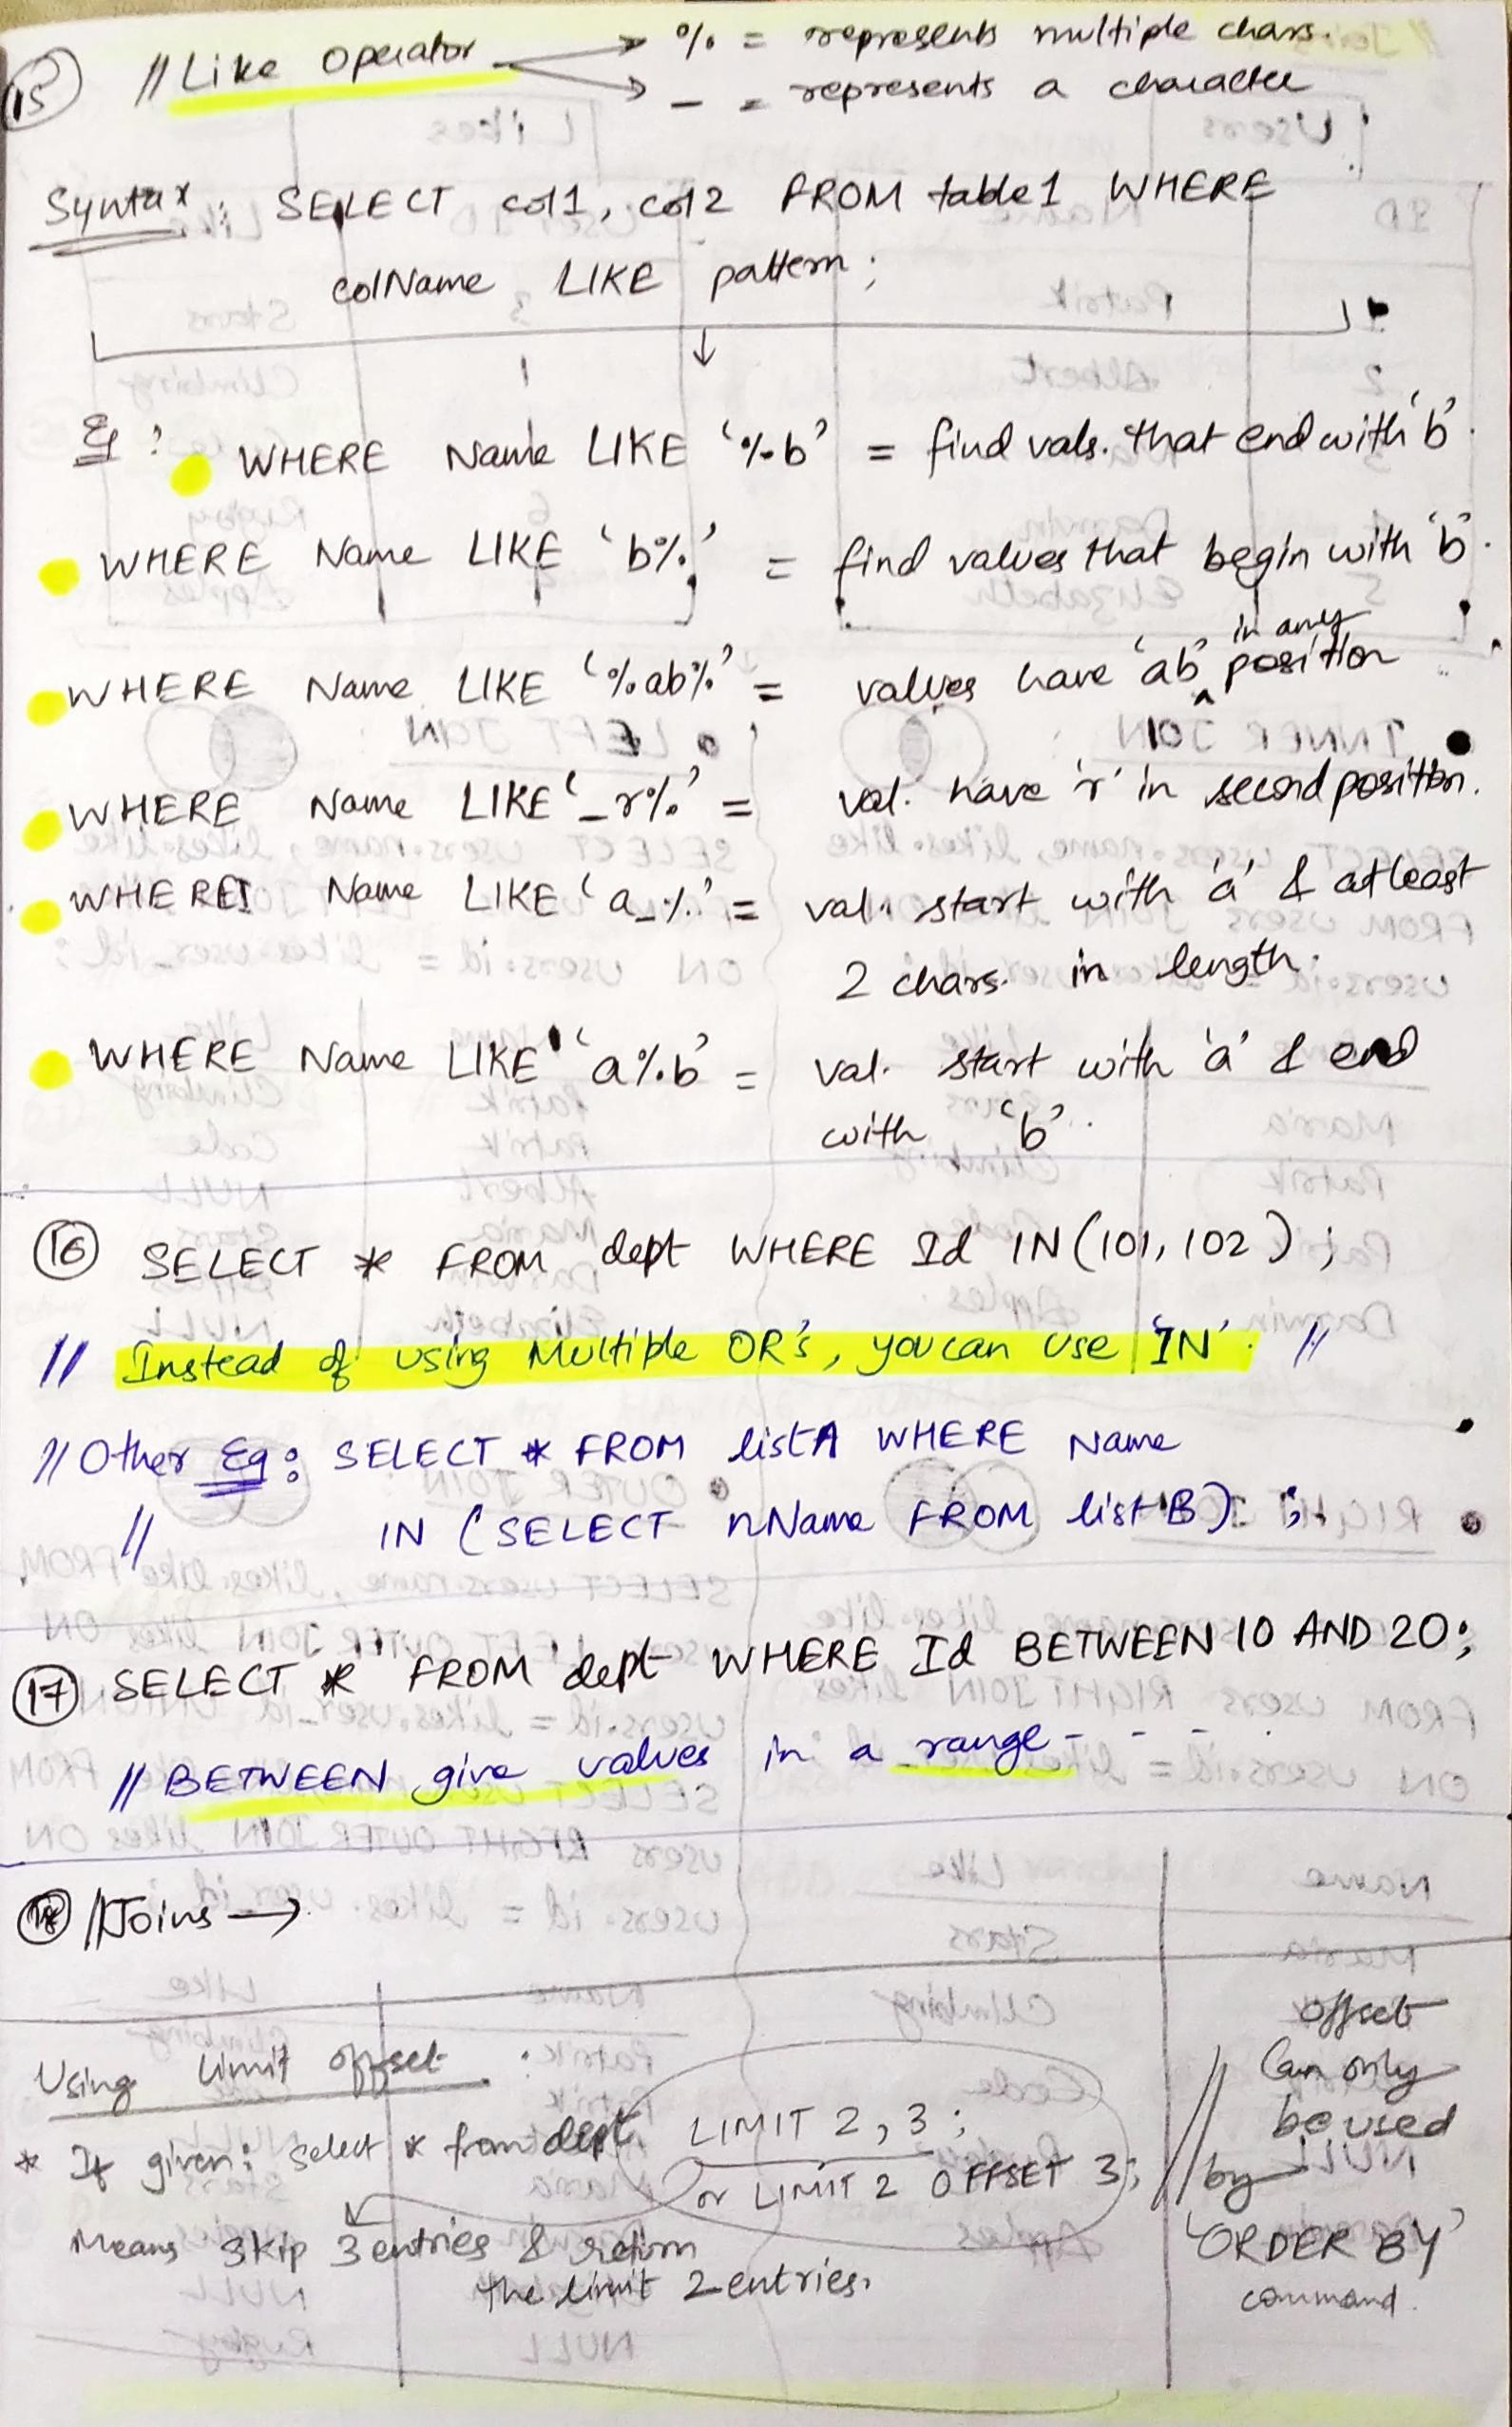 15 // Like Operator → % = represents multiple chars.
→ _ = represents a character
Syntax : SELECT col1, col2 FROM table1 WHERE
colName LIKE pattern ;
Eg : WHERE Name LIKE '%b' = find vals. that end with 'b'.
WHERE Name LIKE 'b%' = find values that begin with 'b'.
WHERE Name LIKE '%ab%' = values have 'ab' in any position
WHERE Name LIKE '_r%' = val. have 'r' in second position.
WHERE Name LIKE 'a_%' = val. start with 'a' & atleast
2 chars. in length.
WHERE Name LIKE 'a%b' = val. start with 'a' & end
with 'b'.
16 SELECT * FROM dept WHERE Id IN (101, 102) ;
// Instead of using Multiple OR's, you can use 'IN'. //
// Other Eg : SELECT * FROM listA WHERE Name
// IN (SELECT nName FROM listB) ;
17 SELECT * FROM dept WHERE Id BETWEEN 10 AND 20;
// BETWEEN give values in a range - - - .
18 // Joins →
Using limit offset :
* If given : select * from dept LIMIT 2, 3 ;
or LIMIT 2 OFFSET 3;
Means skip 3 entries & return
the limit 2 entries.
// offset
Can only
be used
by
'ORDER BY'
command.